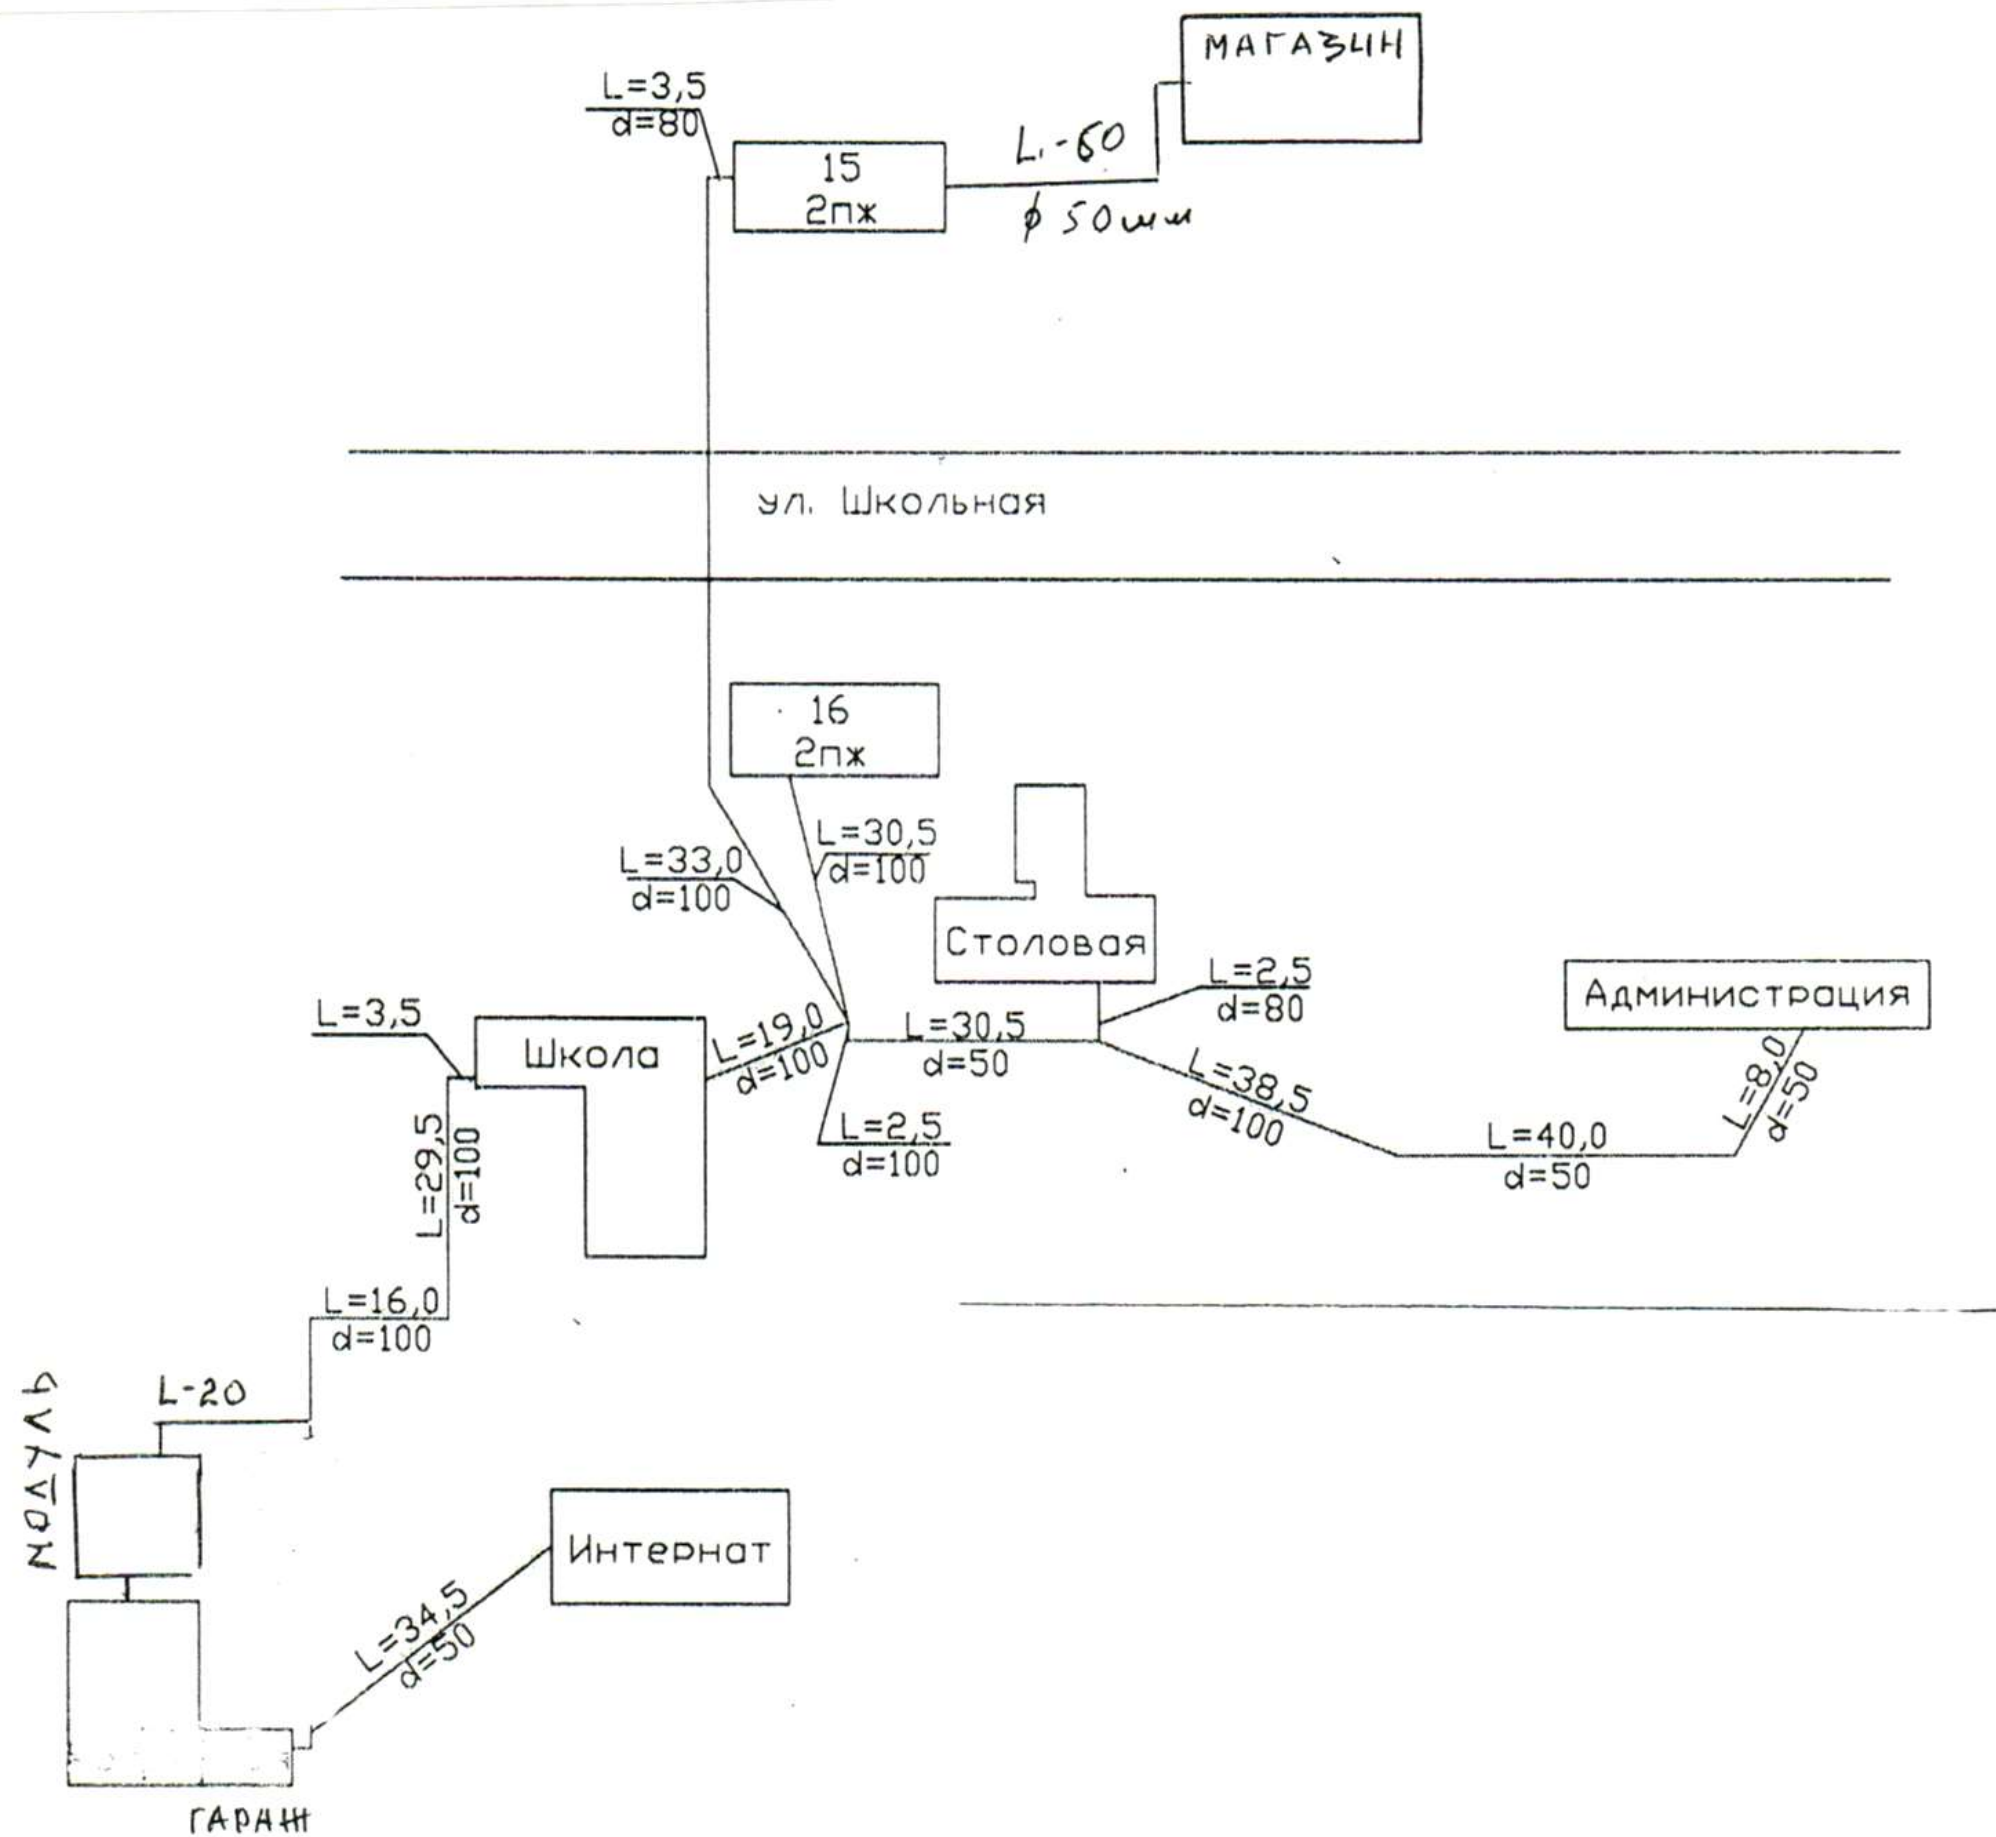 МАГАЗИН
L=3,5
d=80
15
2пж
L-60
ф 50мм
ул. Школьная
16
2пж
L=30,5
d=100
L=33,0
d=100
Столовая
L=2,5
d=80
Администрация
L=3,5
Школа
L=19,0
d=100
L=30,5
d=50
L=38,5
d=100
L=8,0
d=50
L=2,5
d=100
L=40,0
d=50
L=29,5
d=100
L=16,0
d=100
L-20
Интернат
L=34,5
d=50
ГАРАЖ